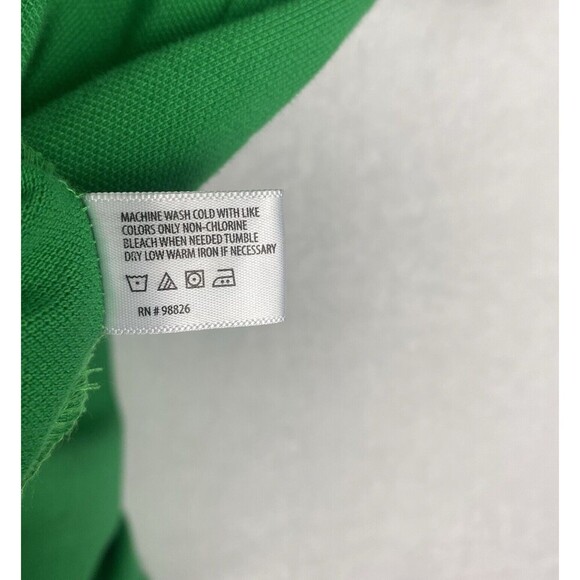 MACHINE WASH COLD WITH LIKE
COLORS ONLY NON-CHLORINE
BLEACH WHEN NEEDED TUMBLE
DRY LOW WARM IRON IF NECESSARY
RN # 98826